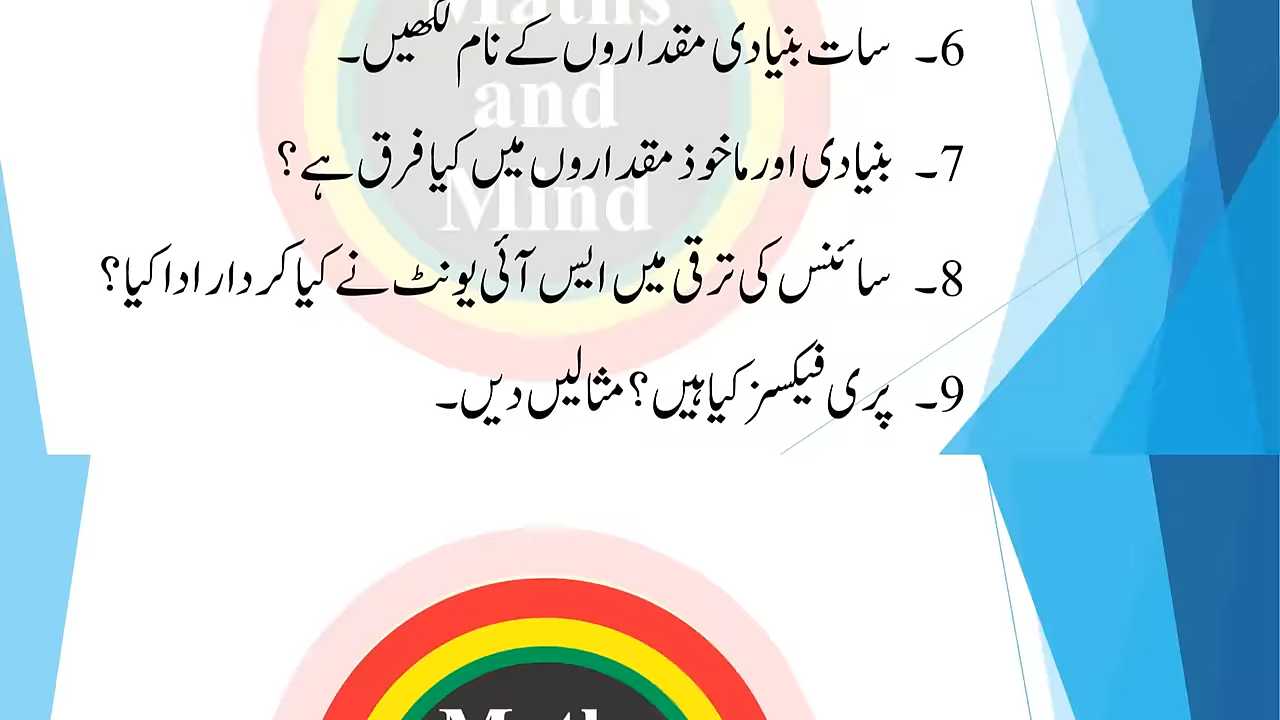 Maths
6۔ سات بنیادی مقداروں کے نام لکھیں۔
and
7۔ بنیادی اور ماخوذ مقداروں میں کیا فرق ہے؟
Mind
8۔ سائنس کی ترقی میں ایس آئی یونٹ نے کیا کردار ادا کیا؟
9۔ پری فیکسز کیا ہیں؟ مثالیں دیں۔
Maths